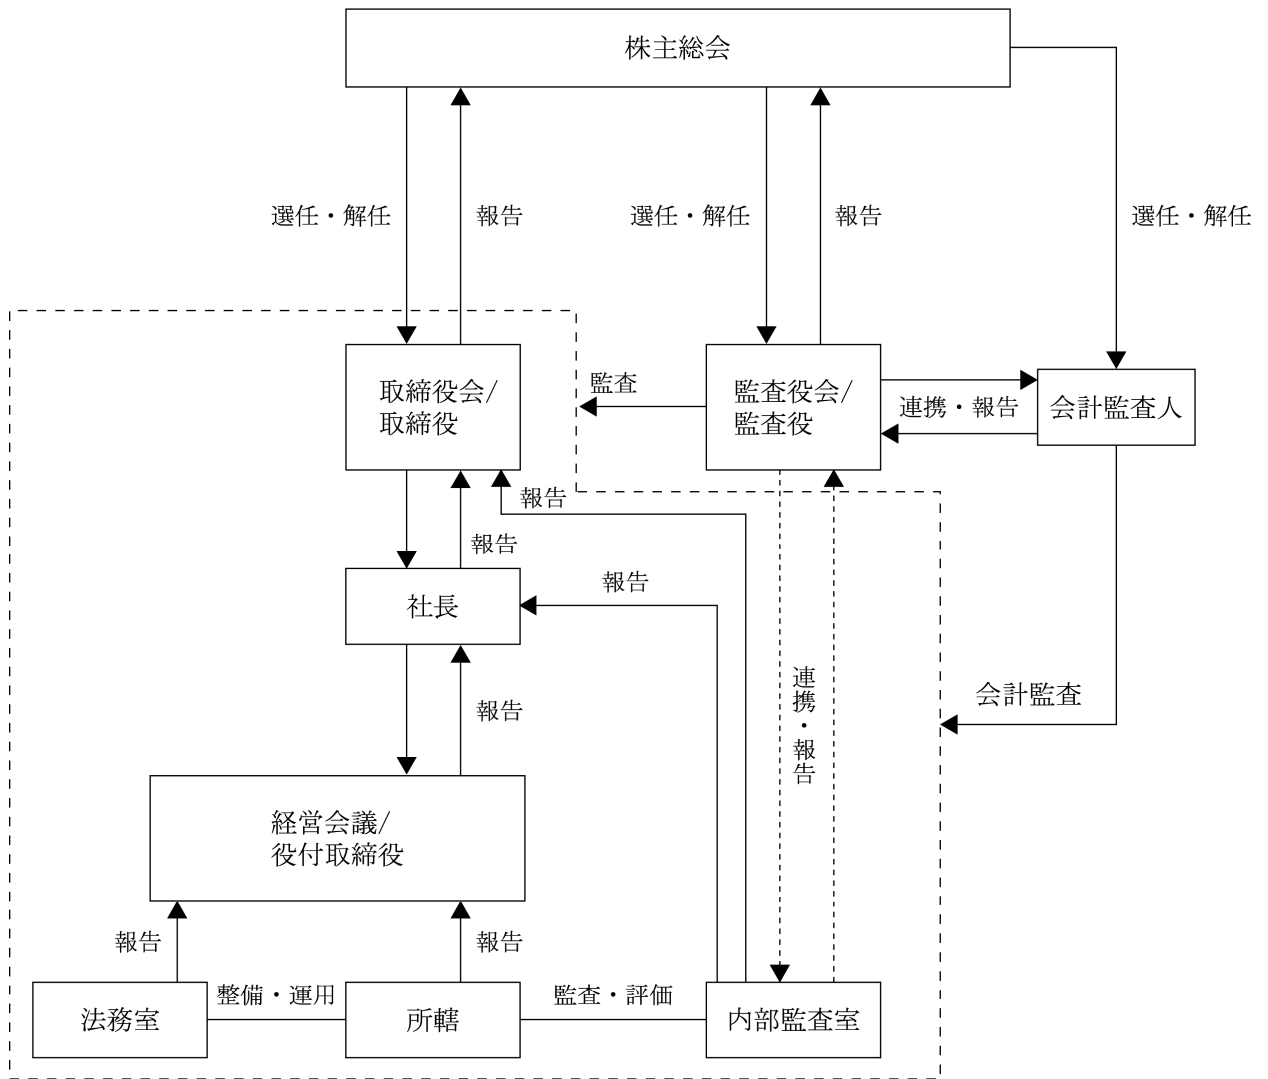 株主総会
選任・解任
報告
選任・解任
報告
選任・解任
取締役会/
取締役
監査
監査役会/
監査役
連携・報告
会計監査人
報告
報告
社長
報告
報告
連携・報告
会計監査
経営会議/
役付取締役
報告
報告
法務室
整備・運用
所轄
監査・評価
内部監査室